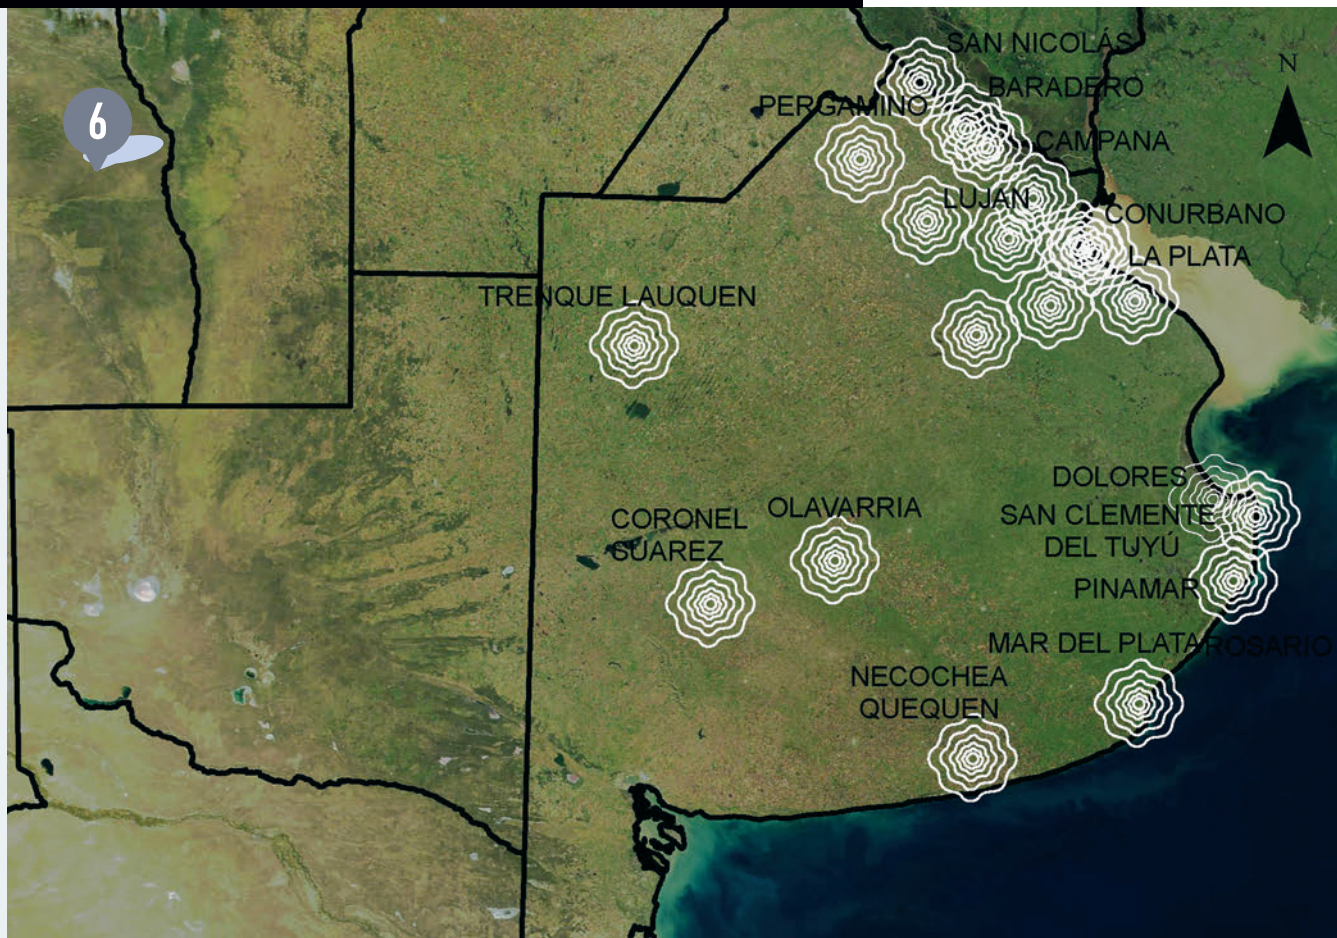 SAN NICOLÁS
N
BARADERO
6
PERGAMINO
CAMPANA
LUJAN
CONURBANO
LA PLATA
TRENQUE LAUQUEN
DOLORES
OLAVARRIA
SAN CLEMENTE
DEL TUYÚ
CORONEL
SUAREZ
PINAMAR
MAR DEL PLATA
ROSARIO
NECOCHEA
QUEQUEN